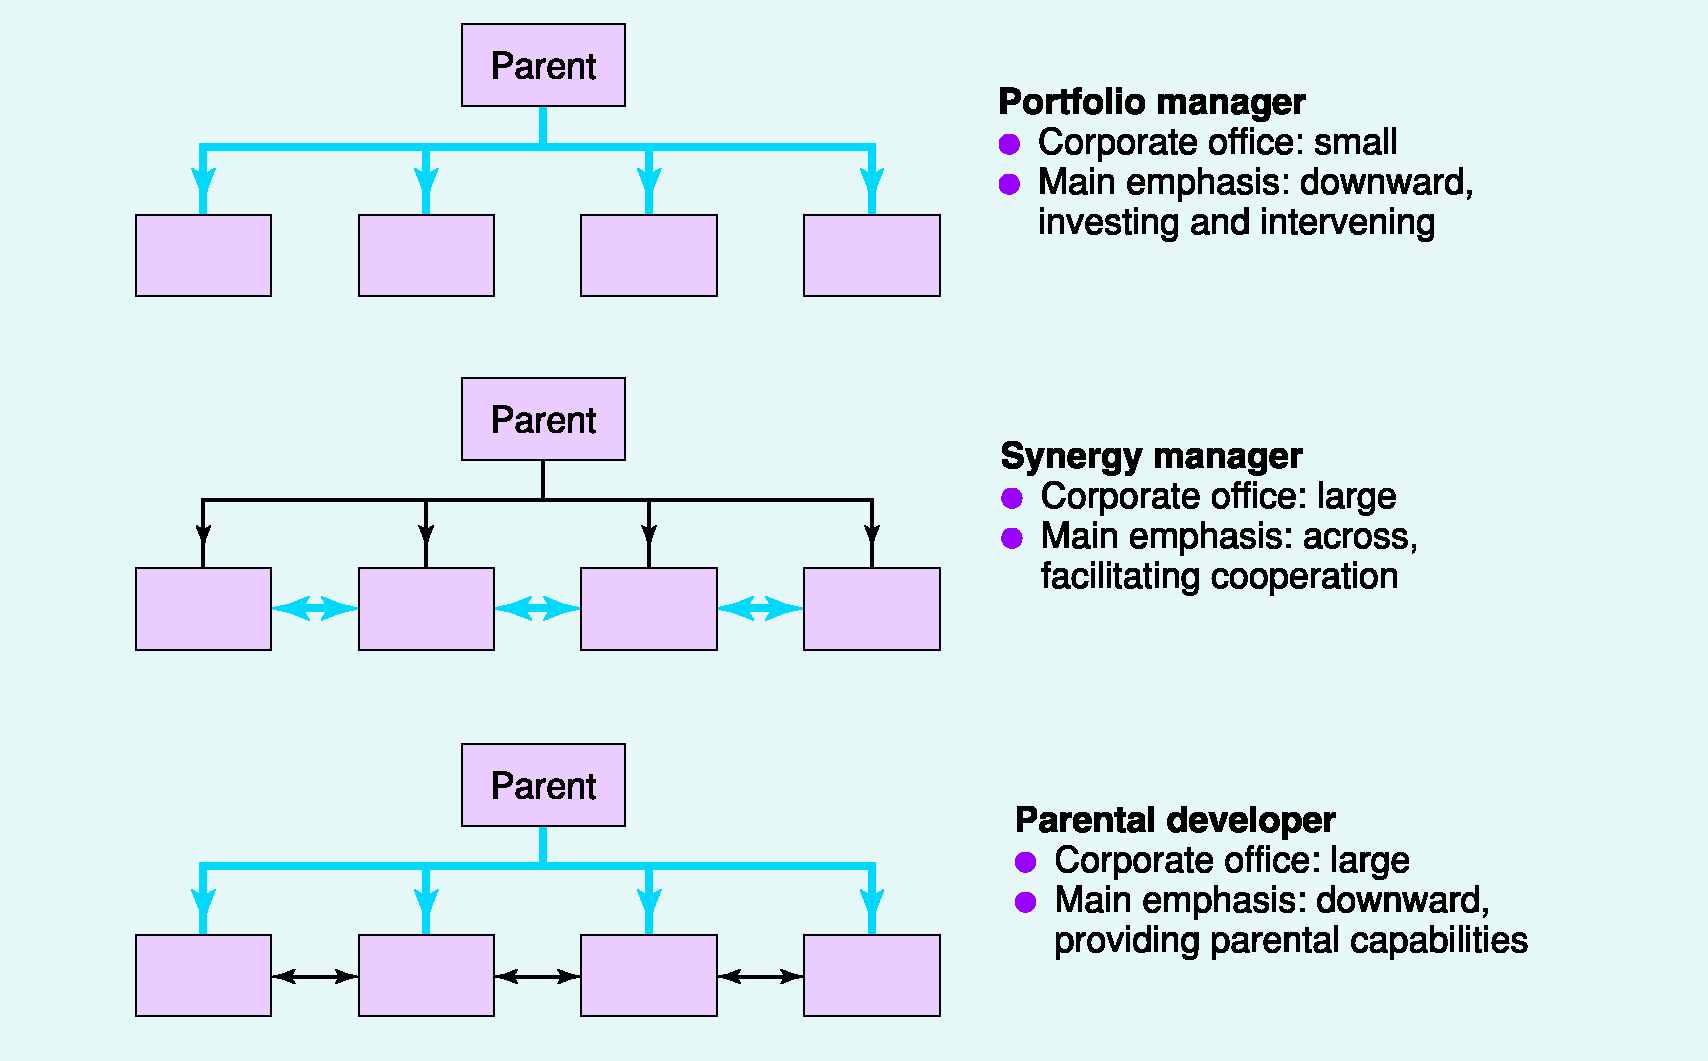 Parent
Portfolio manager
Corporate office: small
Main emphasis: downward,
investing and intervening
Parent
Synergy manager
Corporate office: large
Main emphasis: across,
facilitating cooperation
Parent
Parental developer
Corporate office: large
Main emphasis: downward,
providing parental capabilities